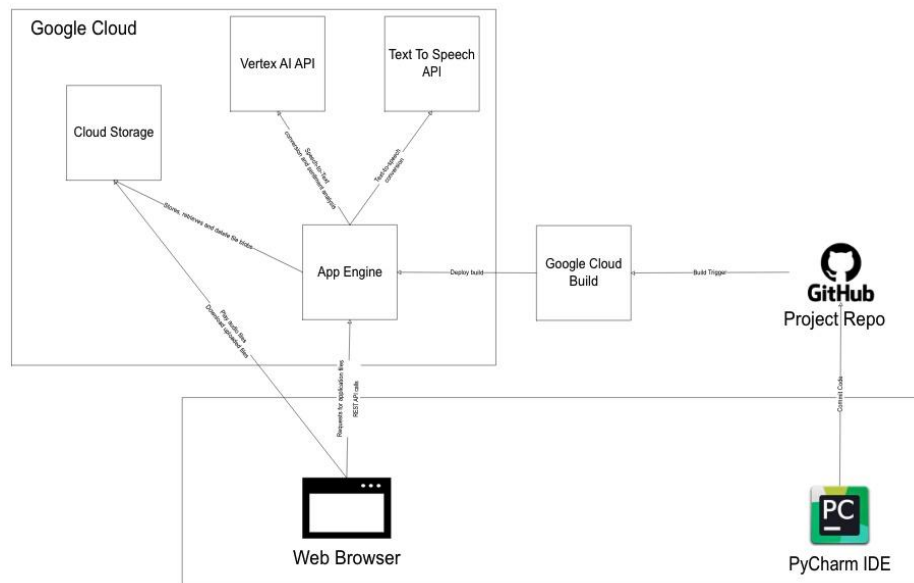 Google Cloud
Vertex AI API
Text To Speech
API
Cloud Storage
Speech-to-Text
conversion and sentiment analysis
Text-to-speech
conversion
Stores, retrieves and delete file blobs
App Engine
Deploy build
Google Cloud
Build
Build Trigger
GitHub
Project Repo
Play audio files
Download uploaded files
Requests for application files
REST API calls
Commit Code
Web Browser
PC
PyCharm IDE